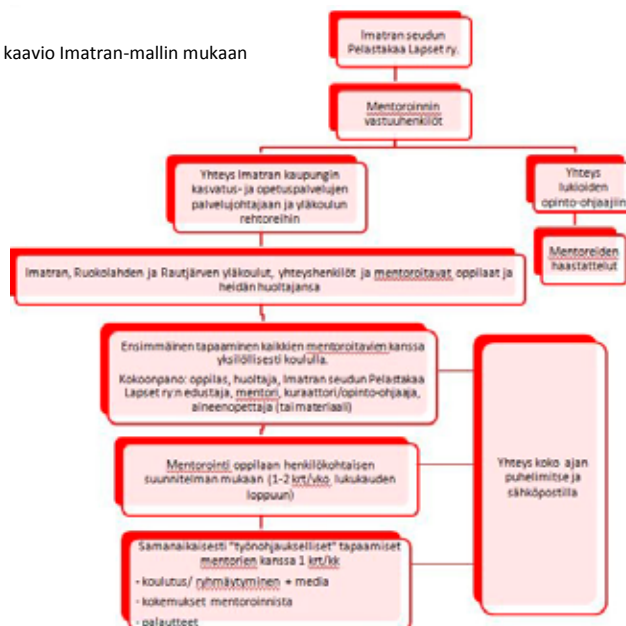 kaavio Imatran-mallin mukaan
Imatran seudun
Pelastakaa Lapset ry.
Mentoroinnin
vastuuhenkilöt
Yhteys Imatran kaupungin
kasvatus- ja opetuspalvelujen
palvelujohtajaan ja yläkoulun
rehtoreihin
Yhteys
lukioiden
opinto-ohjaajiin
Mentoreiden
haastattelut
Imatran, Ruokolahden ja Rautjärven yläkoulut, yhteyshenkilöt ja mentoroitavat oppilaat ja
heidän huoltajansa
Ensimmäinen tapaaminen kaikkien mentoroitavien kanssa
yksilöllisesti koululla.
Kokoonpano: oppilas, huoltaja, Imatran seudun Pelastakaa
Lapset ry:n edustaja, mentori, kuraattori/opinto-ohjaaja,
aineenopettaja (tai materiaali)
Mentorointi oppilaan henkilökohtaisen
suunnitelman mukaan (1-2 krt/vko lukukauden
loppuun)
Yhteys koko ajan
puhelimitse ja
sähköpostilla
Samanaikaisesti "työnohjaukselliset" tapaamiset
mentorien kanssa 1 krt/kk
- koulutus/ ryhmäytyminen + media
- kokemukset mentoroinnista
- palautteet